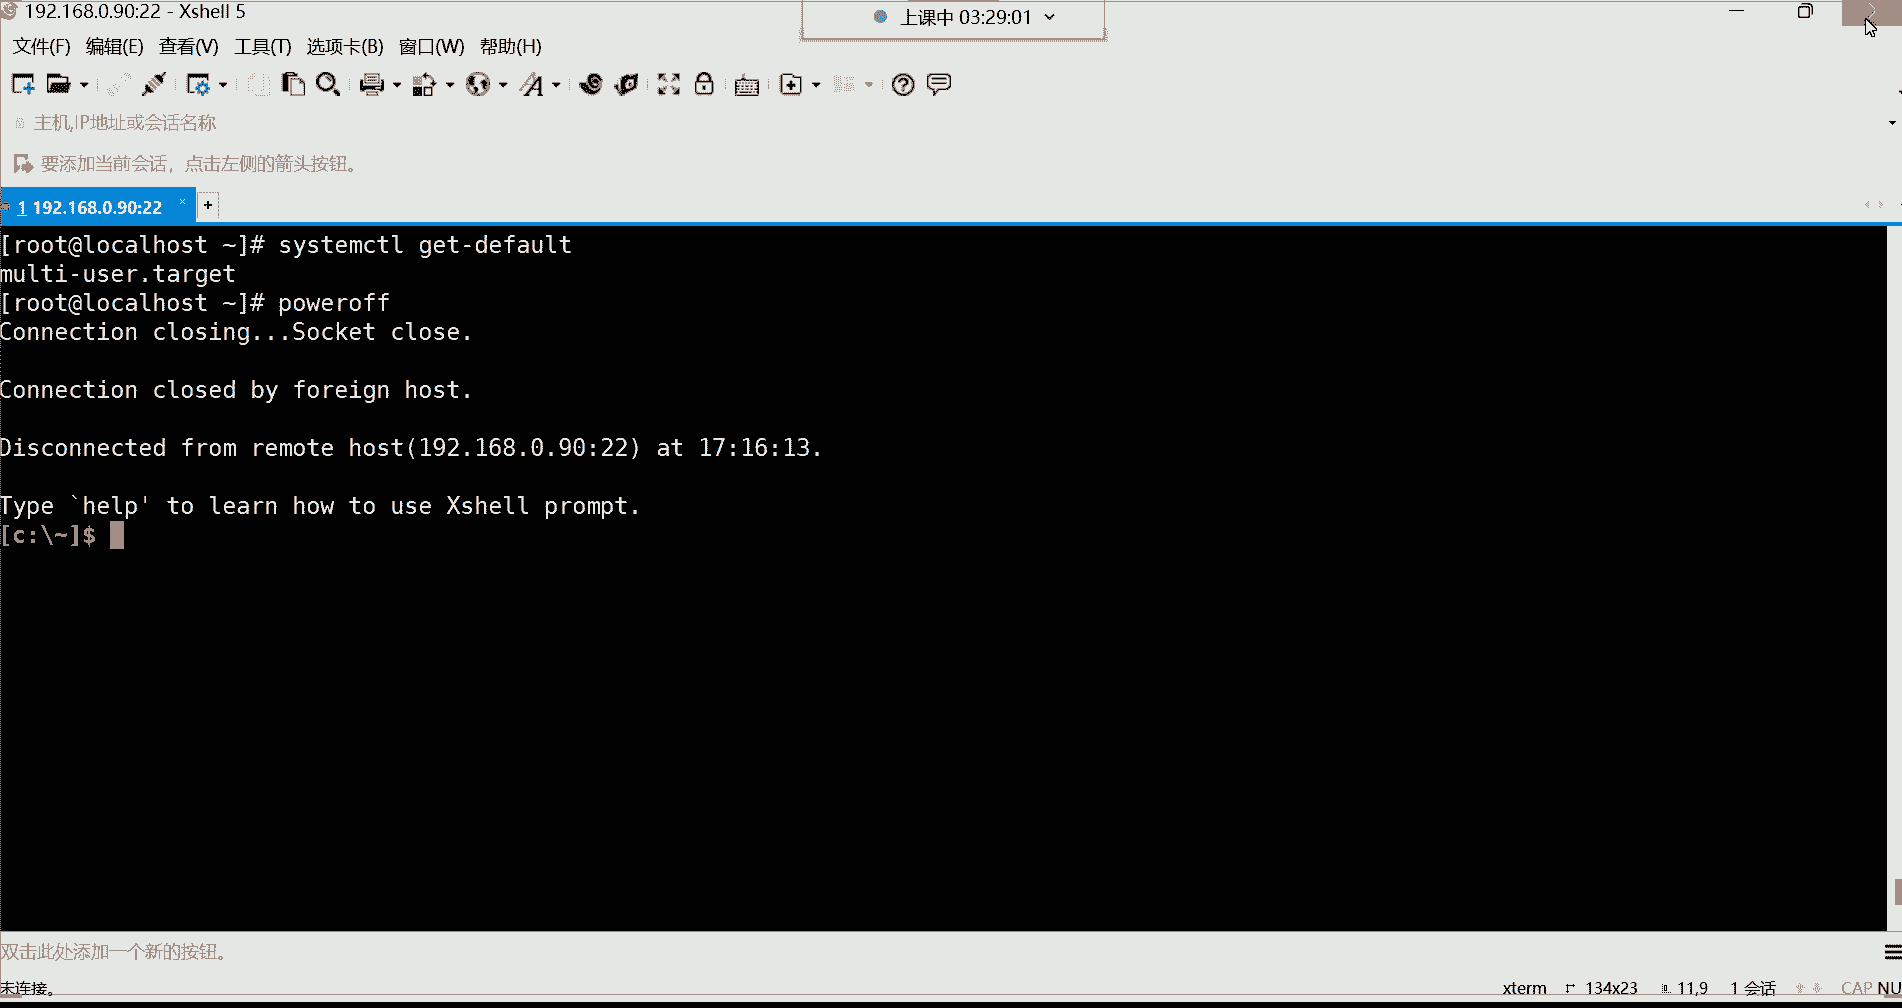 192.168.0.90:22 - Xshell 5
上课中 03:29:01
文件(F) 编辑(E) 查看(V) 工具(T) 选项卡(B) 窗口(W) 帮助(H)
主机,IP地址或会话名称
要添加当前会话，点击左侧的箭头按钮。
1 192.168.0.90:22 × +
[root@localhost ~]# systemctl get-default
multi-user.target
[root@localhost ~]# poweroff
Connection closing...Socket close.
Connection closed by foreign host.
Disconnected from remote host(192.168.0.90:22) at 17:16:13.
Type `help' to learn how to use Xshell prompt.
[c:\~]$
双击此处添加一个新的按钮。
未连接。
xterm 134x23 11,9 1 会话 CAP NU